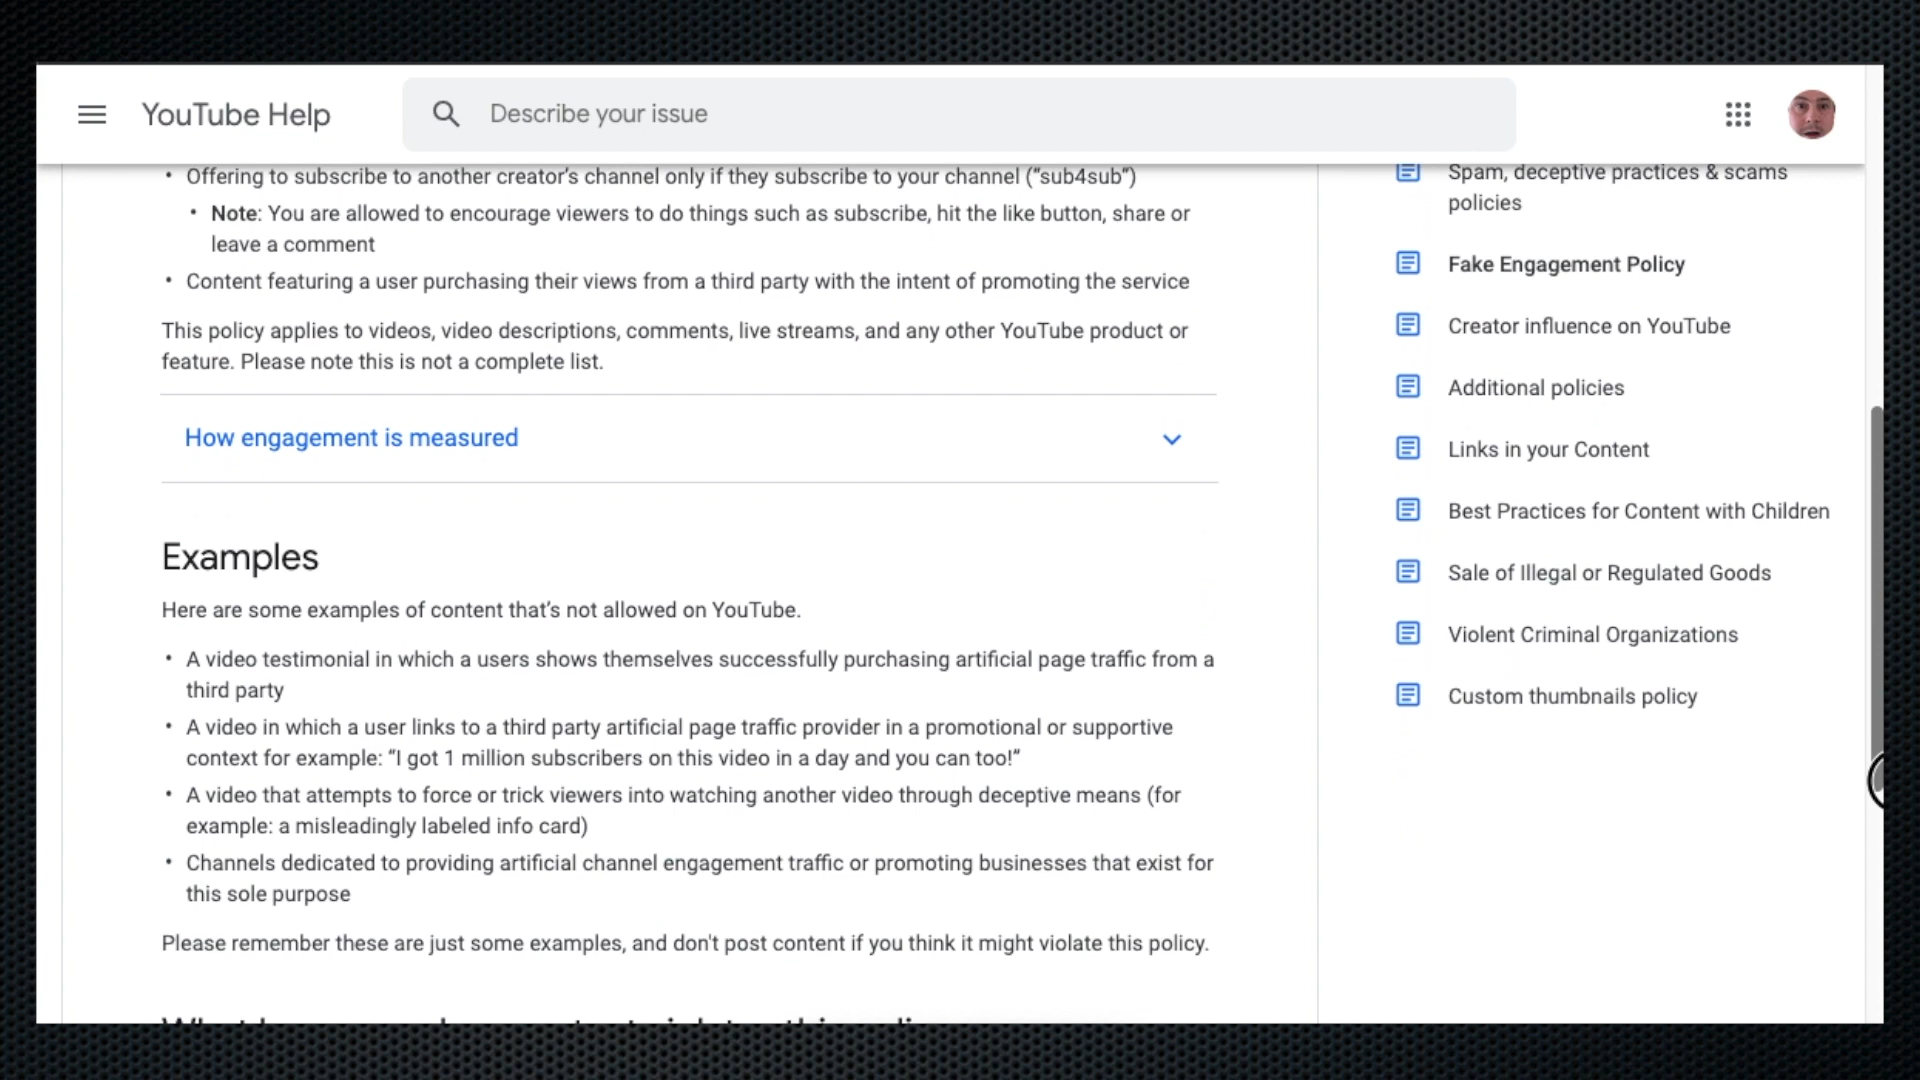 YouTube Help
Describe your issue
• Offering to subscribe to another creator's channel only if they subscribe to your channel (“sub4sub”)
• Note: You are allowed to encourage viewers to do things such as subscribe, hit the like button, share or
leave a comment
• Content featuring a user purchasing their views from a third party with the intent of promoting the service
This policy applies to videos, video descriptions, comments, live streams, and any other YouTube product or
feature. Please note this is not a complete list.
How engagement is measured
Examples
Here are some examples of content that's not allowed on YouTube.
• A video testimonial in which a users shows themselves successfully purchasing artificial page traffic from a
third party
• A video in which a user links to a third party artificial page traffic provider in a promotional or supportive
context for example: “I got 1 million subscribers on this video in a day and you can too!”
• A video that attempts to force or trick viewers into watching another video through deceptive means (for
example: a misleadingly labeled info card)
• Channels dedicated to providing artificial channel engagement traffic or promoting businesses that exist for
this sole purpose
Please remember these are just some examples, and don't post content if you think it might violate this policy.
Spam, deceptive practices & scams
policies
Fake Engagement Policy
Creator influence on YouTube
Additional policies
Links in your Content
Best Practices for Content with Children
Sale of Illegal or Regulated Goods
Violent Criminal Organizations
Custom thumbnails policy